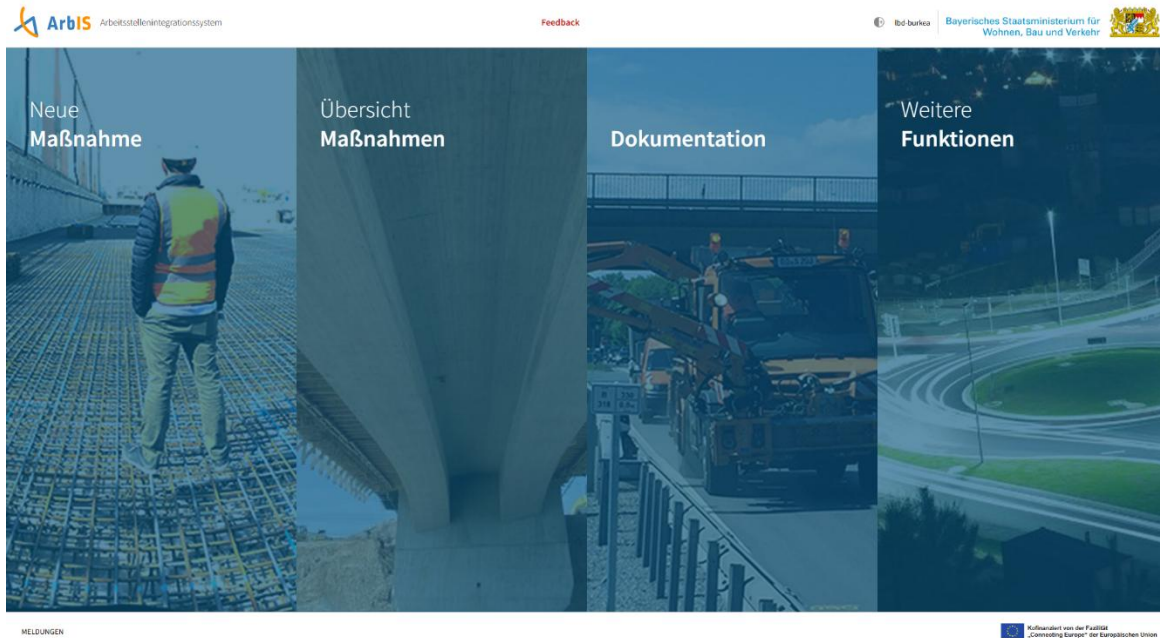 ArbIS Arbeitsstellenintegrationssystem
Feedback
lbd-burkea
Bayerisches Staatsministerium für
Wohnen, Bau und Verkehr
Neue
Maßnahme
Übersicht
Maßnahmen
Dokumentation
Weitere
Funktionen
MELDUNGEN
Kofinanziert von der Fazilität
„Connecting Europe" der Europäischen Union